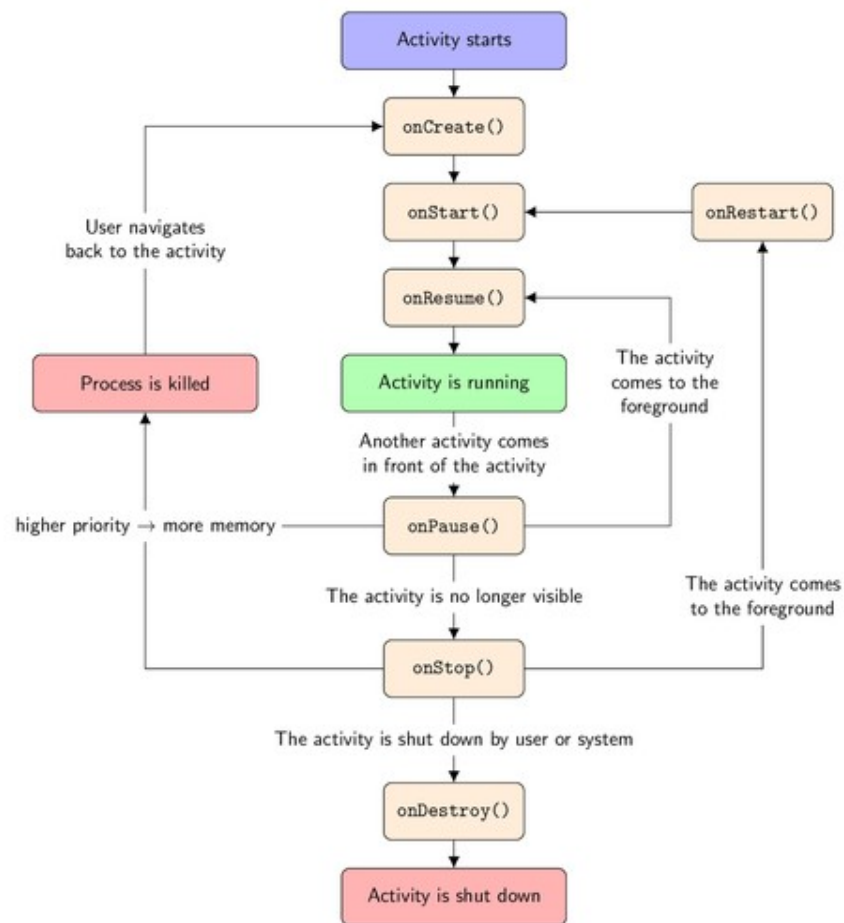 Activity starts
onCreate()
onStart()
onRestart()
User navigates
back to the activity
onResume()
The activity
comes to the
foreground
Process is killed
Activity is running
Another activity comes
in front of the activity
higher priority → more memory
onPause()
The activity is no longer visible
The activity comes
to the foreground
onStop()
The activity is shut down by user or system
onDestroy()
Activity is shut down